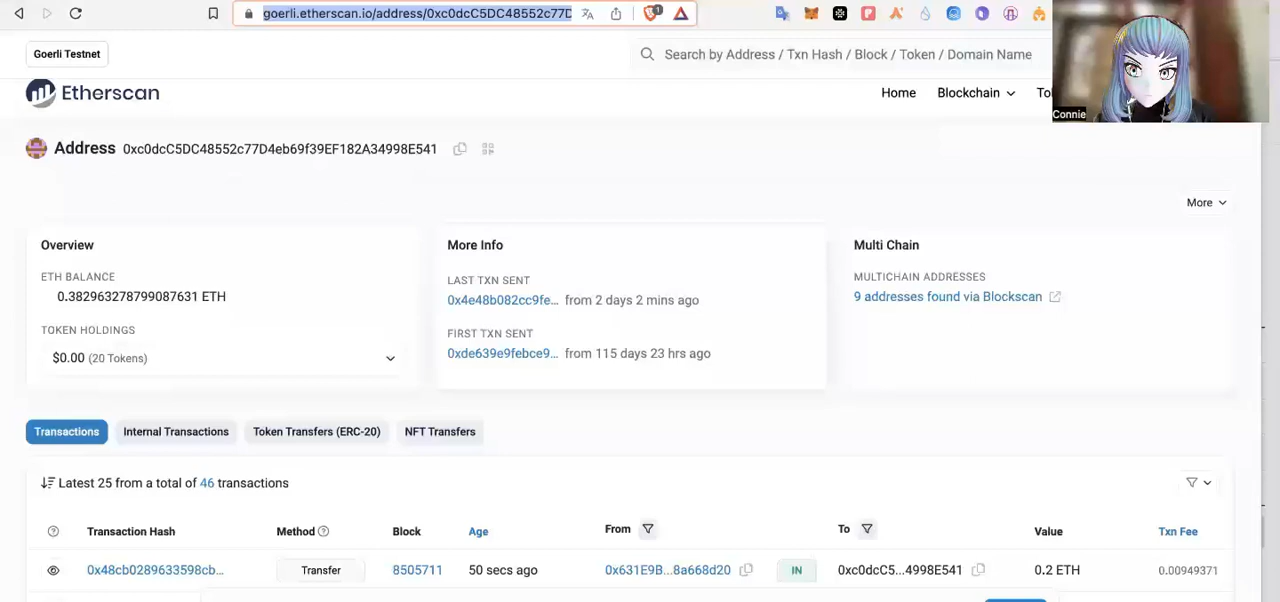 goerli.etherscan.io/address/0xc0dcC5DC48552c77D
1
Goerli Testnet
Search by Address / Txn Hash / Block / Token / Domain Name
Etherscan
Home
Blockchain
Connie
Address 0xc0dcC5DC48552c77D4eb69f39EF182A34998E541
More
Overview
More Info
Multi Chain
ETH BALANCE
0.382963278799087631 ETH
LAST TXN SENT
0x4e48b082cc9fe... from 2 days 2 mins ago
MULTICHAIN ADDRESSES
9 addresses found via Blockscan
TOKEN HOLDINGS
$0.00 (20 Tokens)
FIRST TXN SENT
0xde639e9febce9... from 115 days 23 hrs ago
Transactions
Internal Transactions
Token Transfers (ERC-20)
NFT Transfers
Latest 25 from a total of 46 transactions
Transaction Hash
Method
Block
Age
From
To
Value
Txn Fee
0x48cb0289633598cb...
Transfer
8505711
50 secs ago
0x631E9B...8a668d20
IN
0xc0dcC5...4998E541
0.2 ETH
0.00949371